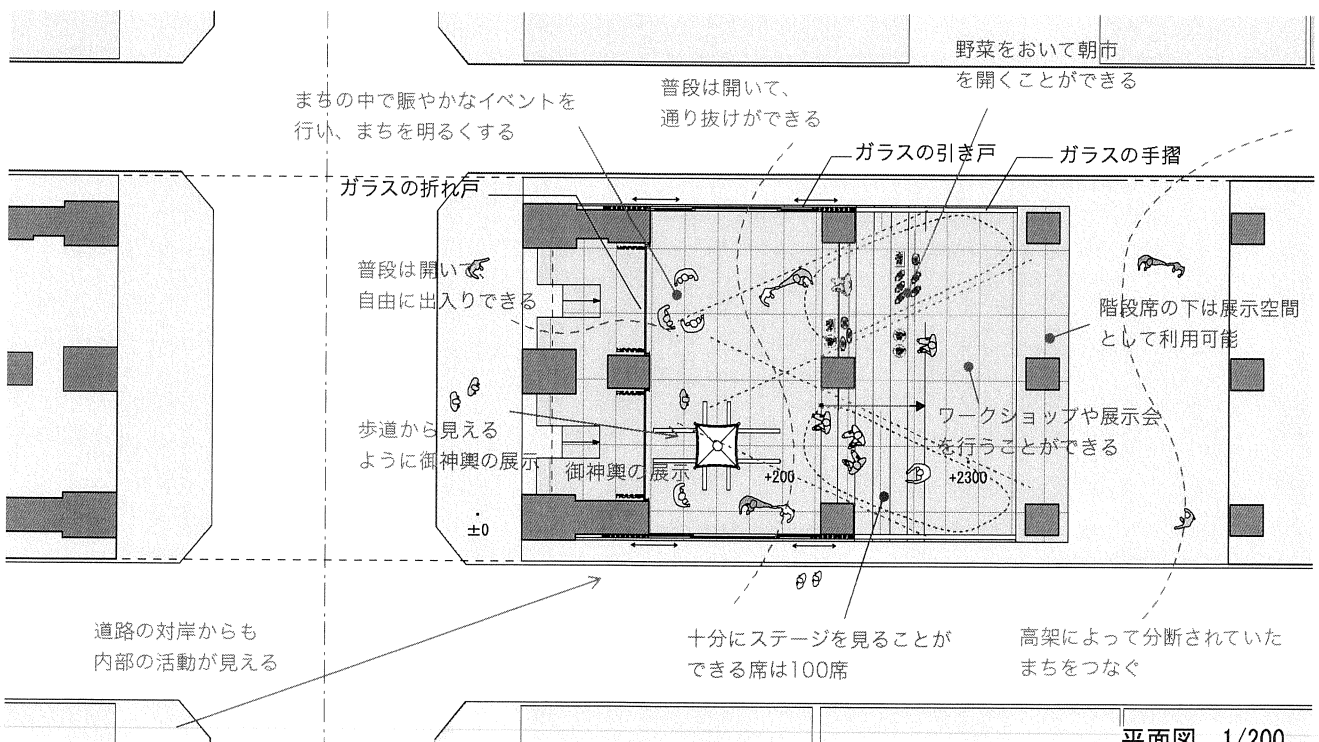 野菜をおいて朝市
を開くことができる
普段は開いて、
通り抜けができる
まちの中で賑やかなイベントを
行い、まちを明るくする
ガラスの引き戸
ガラスの手摺
ガラスの折れ戸
普段は開いて
自由に出入りできる
階段席の下は展示空間
として利用可能
ワークショップや展示会
を行うことができる
歩道から見える
ように御神輿の展示
御神輿の展示
+200
+2300
±0
道路の対岸からも
内部の活動が見える
十分にステージを見ることが
できる席は100席
高架によって分断されていた
まちをつなぐ
平面図 1/200